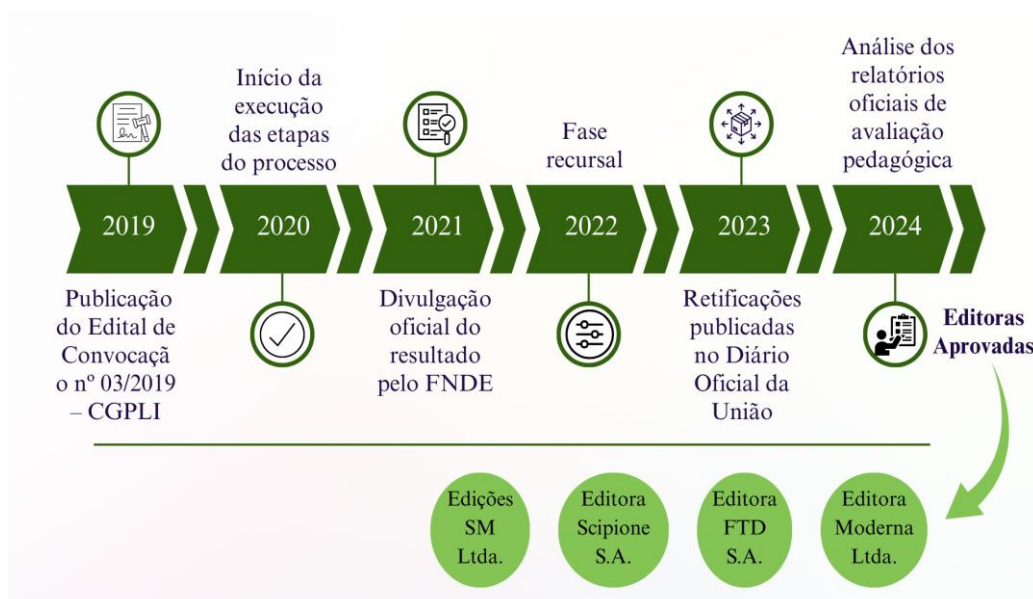 2019
Publicação
do Edital de
Convocaçã
o nº 03/2019
– CGPLI
Início da
execução
das etapas
do processo
2020
2021
Divulgação
oficial do
resultado
pelo FNDE
Fase
recursal
2022
2023
Retificações
publicadas
no Diário
Oficial da
União
Análise dos
relatórios
oficiais de
avaliação
pedagógica
2024
Editoras
Aprovadas
Edições
SM
Ltda.
Editora
Scipione
S.A.
Editora
FTD
S.A.
Editora
Moderna
Ltda.